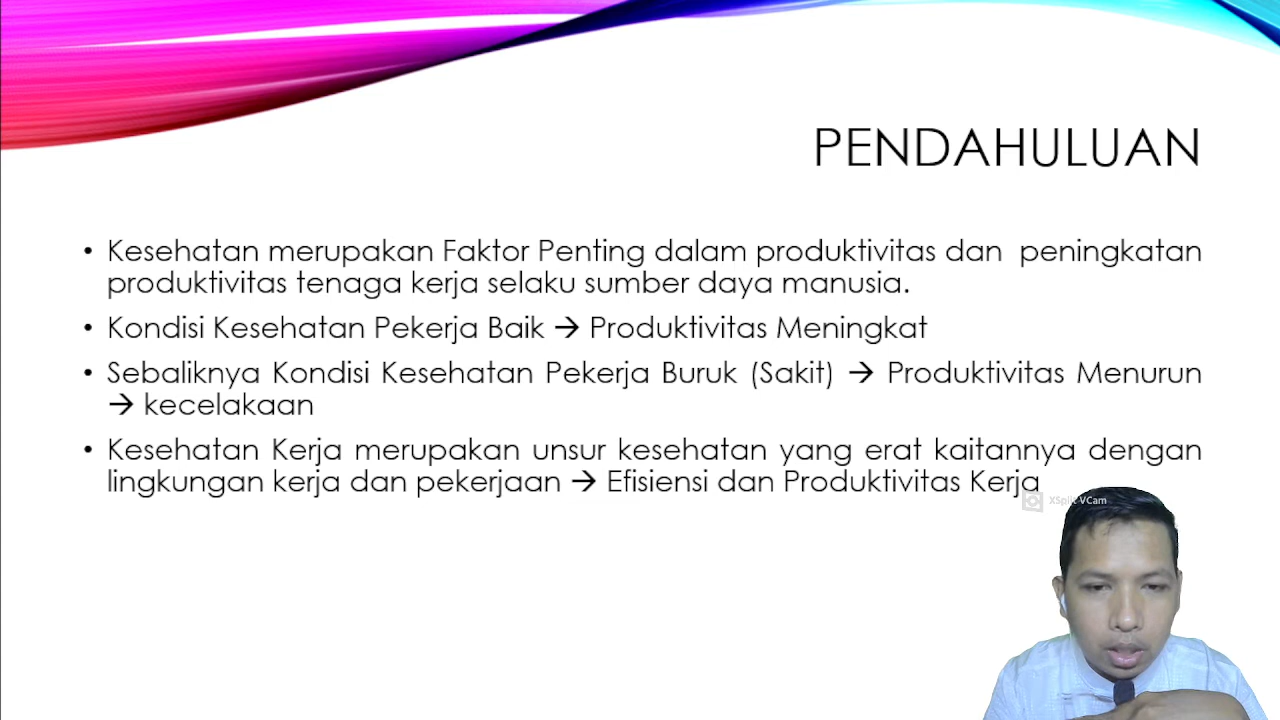 PENDAHULUAN
• Kesehatan merupakan Faktor Penting dalam produktivitas dan peningkatan
produktivitas tenaga kerja selaku sumber daya manusia.
• Kondisi Kesehatan Pekerja Baik → Produktivitas Meningkat
• Sebaliknya Kondisi Kesehatan Pekerja Buruk (Sakit) → Produktivitas Menurun
→ kecelakaan
• Kesehatan Kerja merupakan unsur kesehatan yang erat kaitannya dengan
lingkungan kerja dan pekerjaan → Efisiensi dan Produktivitas Kerja
XSplit VCam